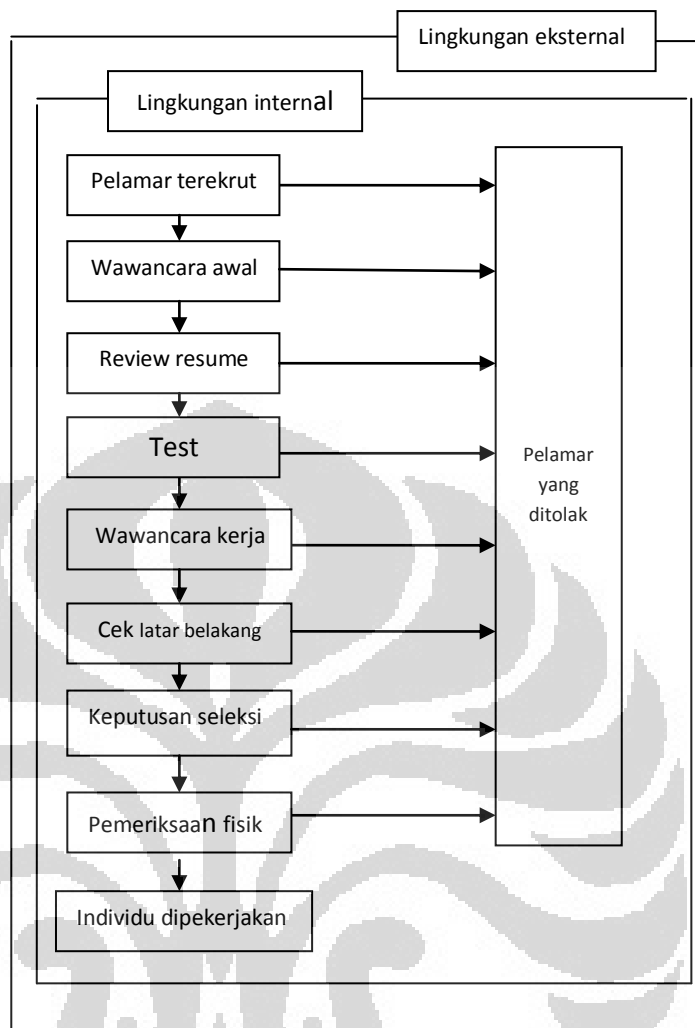 Lingkungan eksternal
Lingkungan internal
Pelamar terekrut
Wawancara awal
Review resume
Test
Pelamar
yang
ditolak
Wawancara kerja
Cek latar belakang
Keputusan seleksi
Pemeriksaan fisik
Individu dipekerjakan